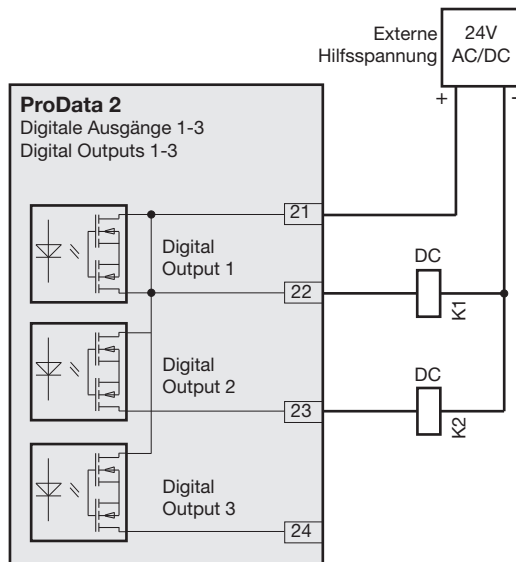 Externe
Hilfsspannung
24V
AC/DC
+
-
ProData 2
Digitale Ausgänge 1-3
Digital Outputs 1-3
21
Digital
Output 1
22
DC
K1
Digital
Output 2
23
DC
K2
Digital
Output 3
24